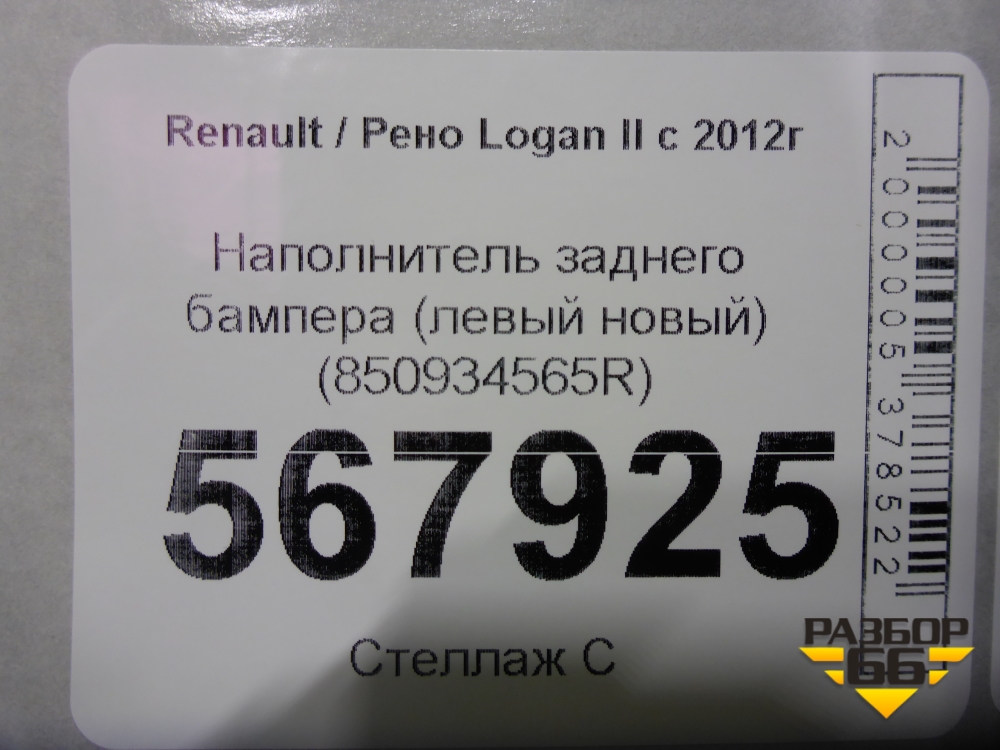 Renault / Рено Logan II с 2012г
Наполнитель заднего
бампера (левый новый)
(850934565R)
567925
Стеллаж С
2000005378522
РАЗБОР
66